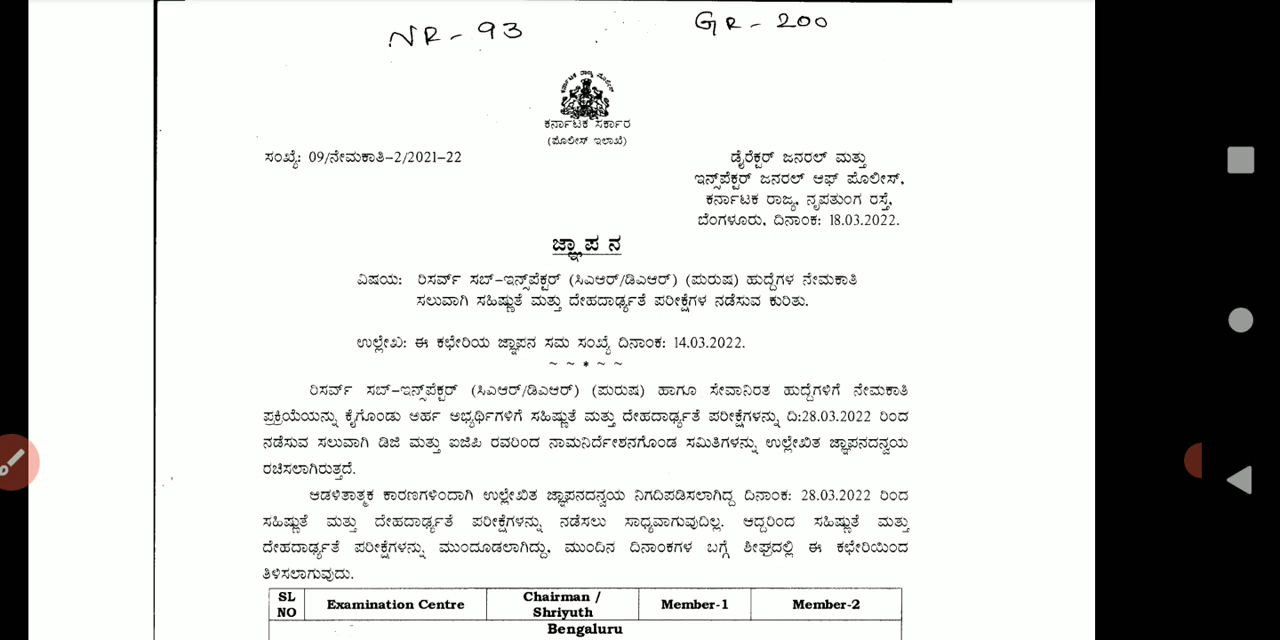 NR - 93
GR - 200
ಕರ್ನಾಟಕ ರಾಜ್ಯ ಪೊಲೀಸ್
ಕರ್ನಾಟಕ ಸರ್ಕಾರ
(ಪೊಲೀಸ್ ಇಲಾಖೆ)
ಸಂಖ್ಯೆ: 09/ನೇಮಕಾತಿ-2/2021-22
ಡೈರೆಕ್ಟರ್ ಜನರಲ್ ಮತ್ತು
ಇನ್ಸ್‌ಪೆಕ್ಟರ್ ಜನರಲ್ ಆಫ್ ಪೊಲೀಸ್,
ಕರ್ನಾಟಕ ರಾಜ್ಯ, ನೃಪತುಂಗ ರಸ್ತೆ,
ಬೆಂಗಳೂರು, ದಿನಾಂಕ: 18.03.2022.
ಜ್ಞಾಪನ
ವಿಷಯ: ರಿಸರ್ವ್ ಸಬ್-ಇನ್ಸ್‌ಪೆಕ್ಟರ್ (ಸಿಎಆರ್/ಡಿಎಆರ್) (ಪುರುಷ) ಹುದ್ದೆಗಳ ನೇಮಕಾತಿ
ಸಲುವಾಗಿ ಸಹಿಷ್ಣುತೆ ಮತ್ತು ದೇಹದಾರ್ಢ್ಯತೆ ಪರೀಕ್ಷೆಗಳ ನಡೆಸುವ ಕುರಿತು.
ಉಲ್ಲೇಖ: ಈ ಕಛೇರಿಯ ಜ್ಞಾಪನ ಸಮ ಸಂಖ್ಯೆ ದಿನಾಂಕ: 14.03.2022.
~ ~ * ~ ~
ರಿಸರ್ವ್ ಸಬ್-ಇನ್ಸ್‌ಪೆಕ್ಟರ್ (ಸಿಎಆರ್/ಡಿಎಆರ್) (ಪುರುಷ) ಹಾಗೂ ಸೇವಾನಿರತ ಹುದ್ದೆಗಳಿಗೆ ನೇಮಕಾತಿ
ಪ್ರಕ್ರಿಯೆಯನ್ನು ಕೈಗೊಂಡು ಅರ್ಹ ಅಭ್ಯರ್ಥಿಗಳಿಗೆ ಸಹಿಷ್ಣುತೆ ಮತ್ತು ದೇಹದಾರ್ಢ್ಯತೆ ಪರೀಕ್ಷೆಗಳನ್ನು ದಿ:28.03.2022 ರಿಂದ
ನಡೆಸುವ ಸಲುವಾಗಿ ಡಿಜಿ ಮತ್ತು ಐಜಿಪಿ ರವರಿಂದ ನಾಮನಿರ್ದೇಶನಗೊಂಡ ಸಮಿತಿಗಳನ್ನು ಉಲ್ಲೇಖಿತ ಜ್ಞಾಪನದನ್ವಯ
ರಚಿಸಲಾಗಿರುತ್ತದೆ.
ಆಡಳಿತಾತ್ಮಕ ಕಾರಣಗಳಿಂದಾಗಿ ಉಲ್ಲೇಖಿತ ಜ್ಞಾಪನದನ್ವಯ ನಿಗದಿಪಡಿಸಲಾಗಿದ್ದ ದಿನಾಂಕ: 28.03.2022 ರಿಂದ
ಸಹಿಷ್ಣುತೆ ಮತ್ತು ದೇಹದಾರ್ಢ್ಯತೆ ಪರೀಕ್ಷೆಗಳನ್ನು ನಡೆಸಲು ಸಾಧ್ಯವಾಗುವುದಿಲ್ಲ. ಆದ್ದರಿಂದ ಸಹಿಷ್ಣುತೆ ಮತ್ತು
ದೇಹದಾರ್ಢ್ಯತೆ ಪರೀಕ್ಷೆಗಳನ್ನು ಮುಂದೂಡಲಾಗಿದ್ದು, ಮುಂದಿನ ದಿನಾಂಕಗಳ ಬಗ್ಗೆ ಶೀಘ್ರದಲ್ಲಿ ಈ ಕಛೇರಿಯಿಂದ
ತಿಳಿಸಲಾಗುವುದು.
SL NO Examination Centre Chairman / Shriyuth Member-1 Member-2
Bengaluru